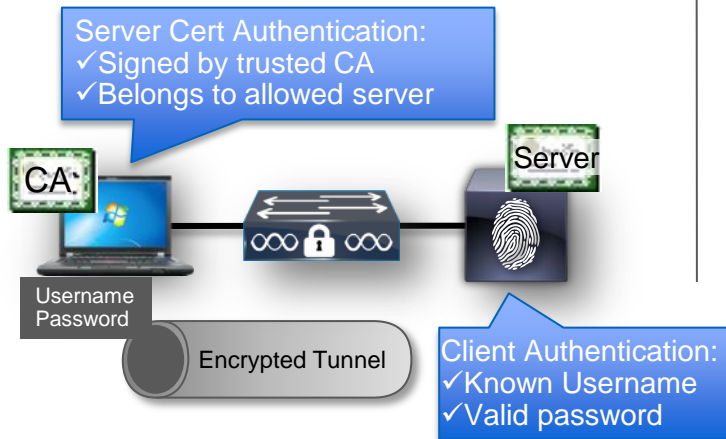 Server Cert Authentication:
✓Signed by trusted CA
✓Belongs to allowed server
CA
Server
Username
Password
Encrypted Tunnel
Client Authentication:
✓Known Username
✓Valid password